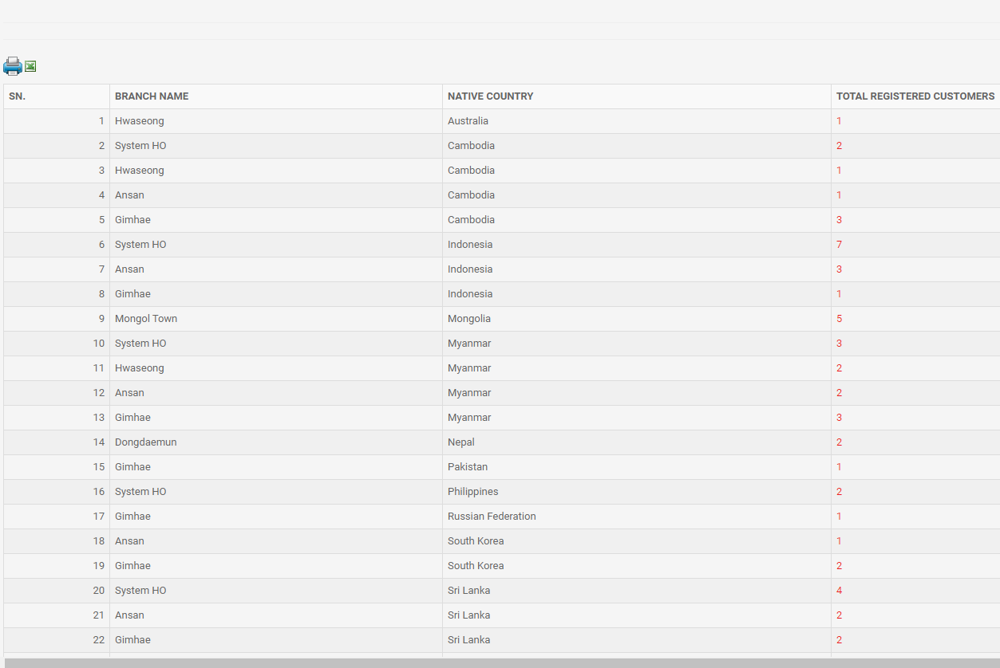 SN. BRANCH NAME NATIVE COUNTRY TOTAL REGISTERED CUSTOMERS
1 Hwaseong Australia 1
2 System HO Cambodia 2
3 Hwaseong Cambodia 1
4 Ansan Cambodia 1
5 Gimhae Cambodia 3
6 System HO Indonesia 7
7 Ansan Indonesia 3
8 Gimhae Indonesia 1
9 Mongol Town Mongolia 5
10 System HO Myanmar 3
11 Hwaseong Myanmar 2
12 Ansan Myanmar 2
13 Gimhae Myanmar 3
14 Dongdaemun Nepal 2
15 Gimhae Pakistan 1
16 System HO Philippines 2
17 Gimhae Russian Federation 1
18 Ansan South Korea 1
19 Gimhae South Korea 2
20 System HO Sri Lanka 4
21 Ansan Sri Lanka 2
22 Gimhae Sri Lanka 2